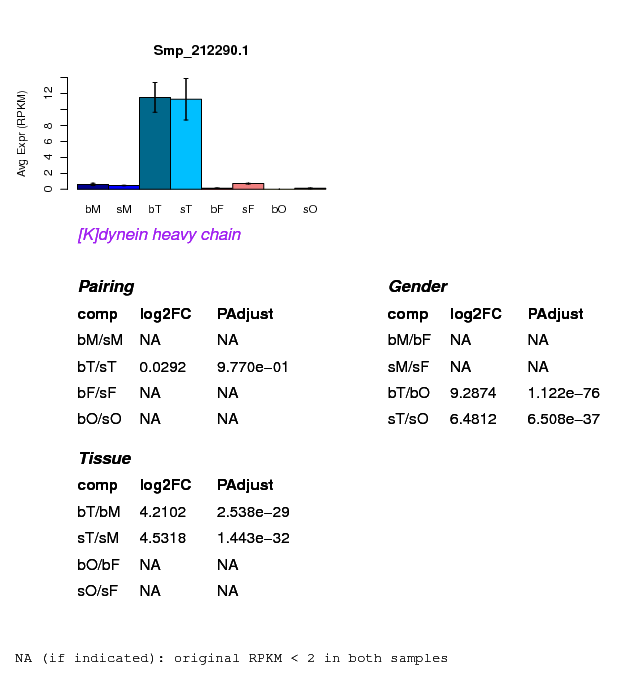 Smp_212290.1
Avg Expr (RPKM)
12
8
6
4
2
0
bM sM bT sT bF sF bO sO
[K]dynein heavy chain
Pairing
comp log2FC PAdjust
bM/sM NA NA
bT/sT 0.0292 9.770e−01
bF/sF NA NA
bO/sO NA NA
Gender
comp log2FC PAdjust
bM/bF NA NA
sM/sF NA NA
bT/bO 9.2874 1.122e−76
sT/sO 6.4812 6.508e−37
Tissue
comp log2FC PAdjust
bT/bM 4.2102 2.538e−29
sT/sM 4.5318 1.443e−32
bO/bF NA NA
sO/sF NA NA
NA (if indicated): original RPKM < 2 in both samples